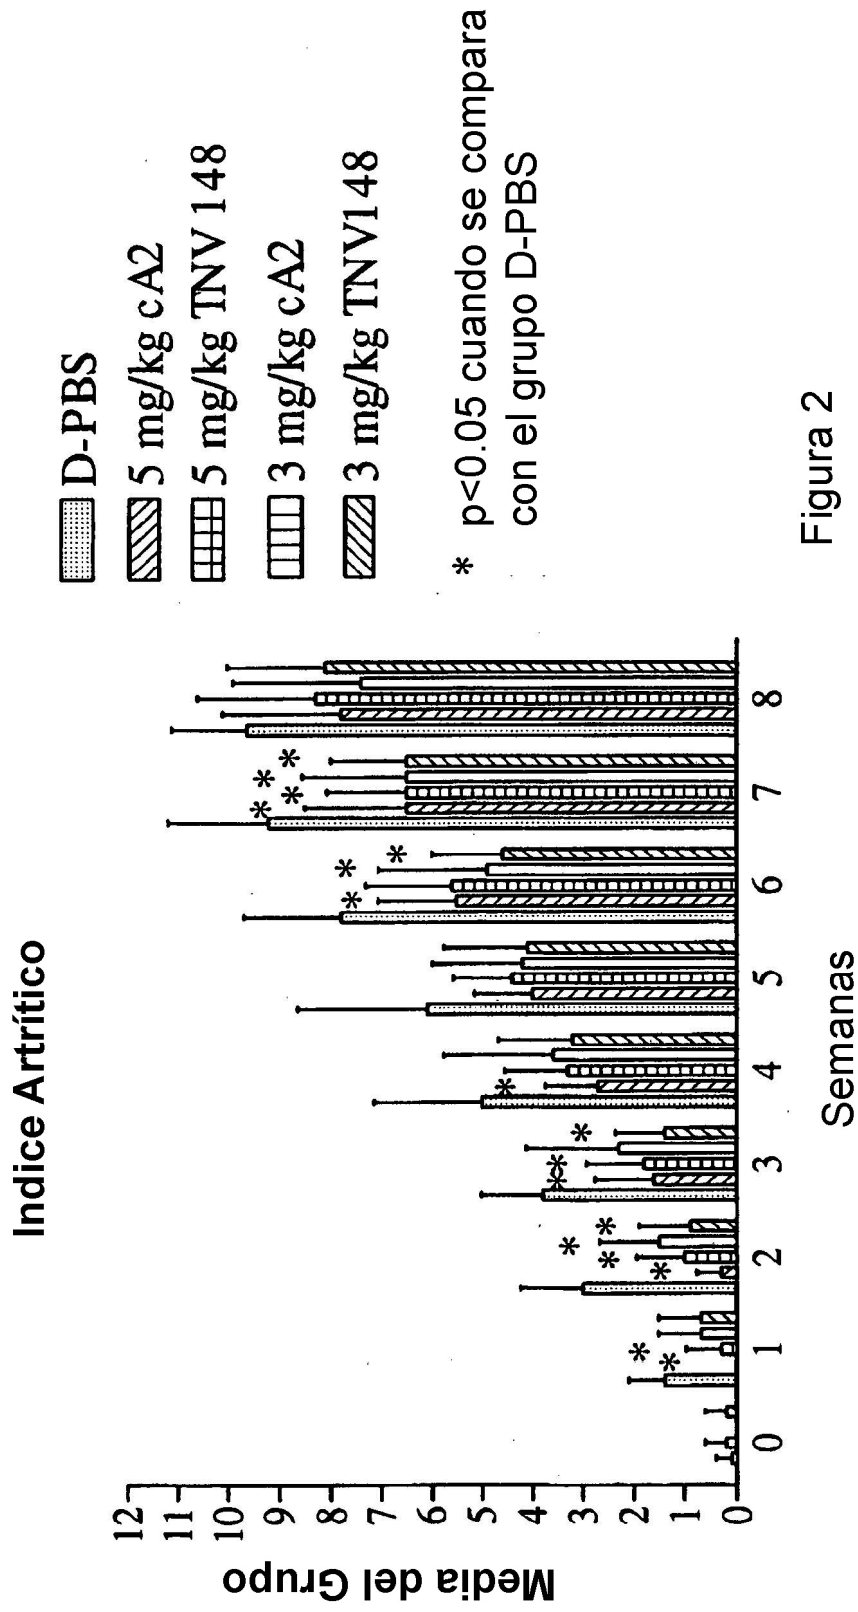 Indice Artrítico
D-PBS
5 mg/kg cA2
5 mg/kg TNV 148
3 mg/kg cA2
3 mg/kg TNV148
* p<0.05 cuando se compara
con el grupo D-PBS
Media del Grupo
12
11
10
9
8
7
6
5
4
3
2
1
0
* * * * * * * * * * * * * * * * *
0 1 2 3 4 5 6 7 8
Semanas
Figura 2